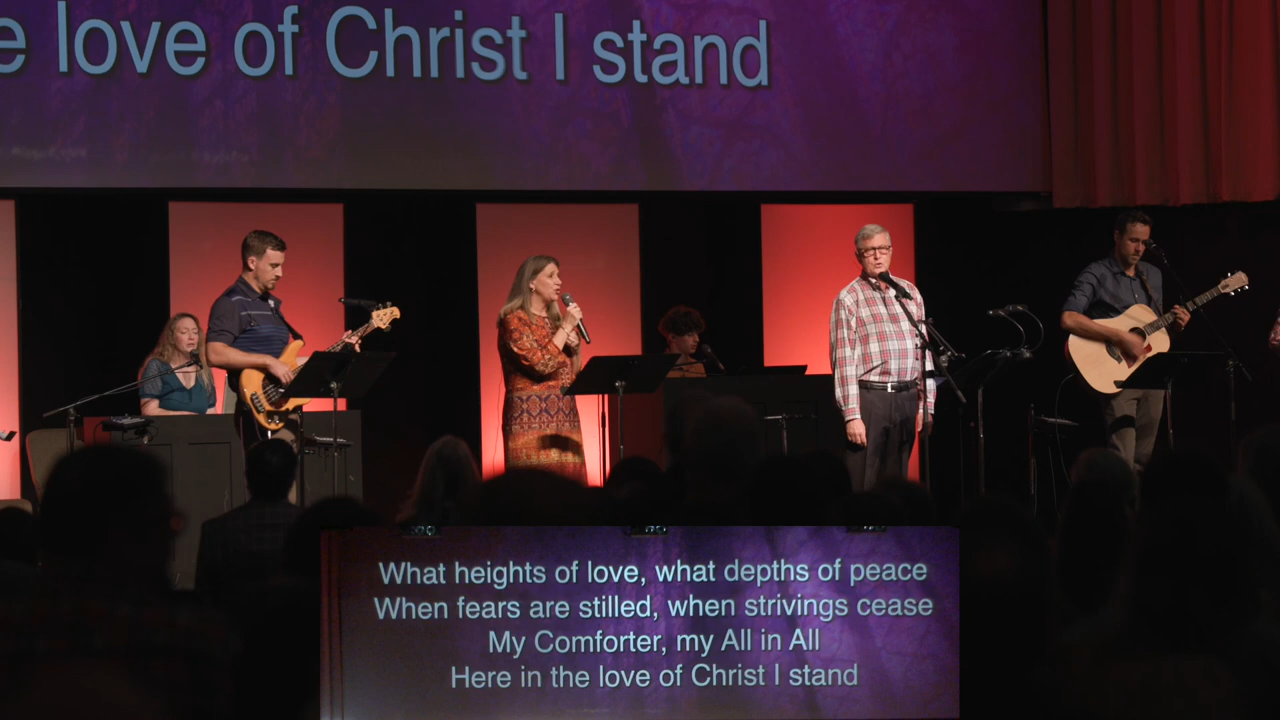 e love of Christ I stand
What heights of love, what depths of peace
When fears are stilled, when strivings cease
My Comforter, my All in All
Here in the love of Christ I stand